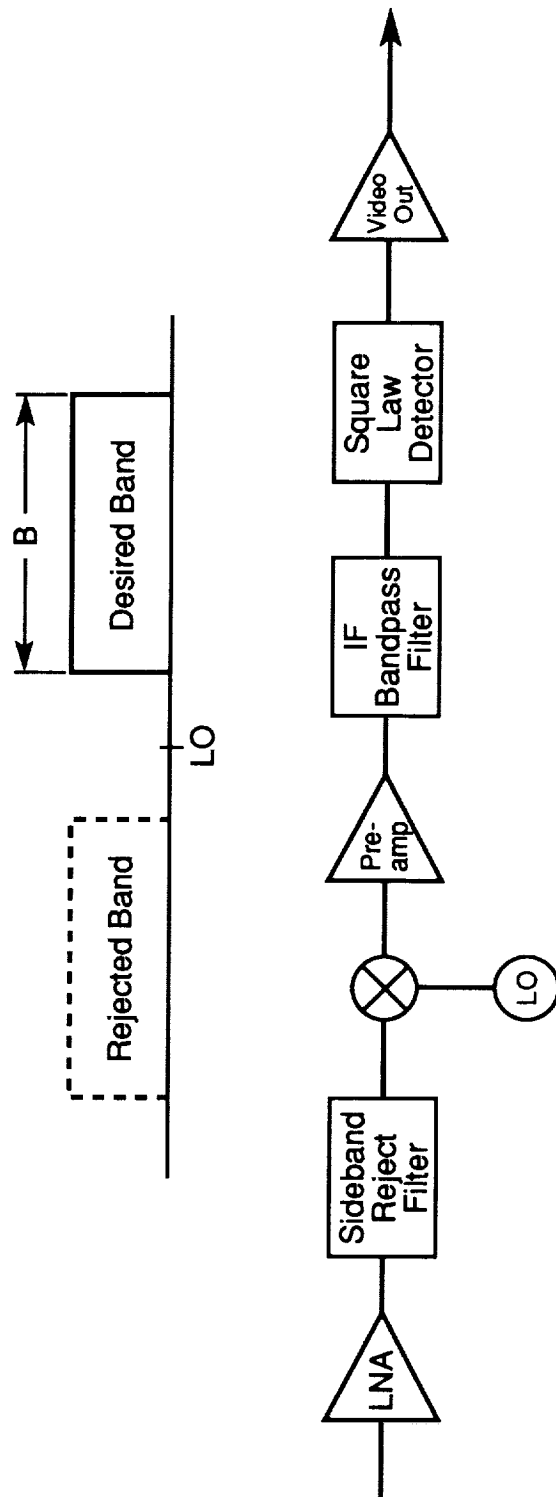 B
Rejected Band
Desired Band
LO
LNA
Sideband
Reject
Filter
LO
Pre-
amp
IF
Bandpass
Filter
Square
Law
Detector
Video
Out